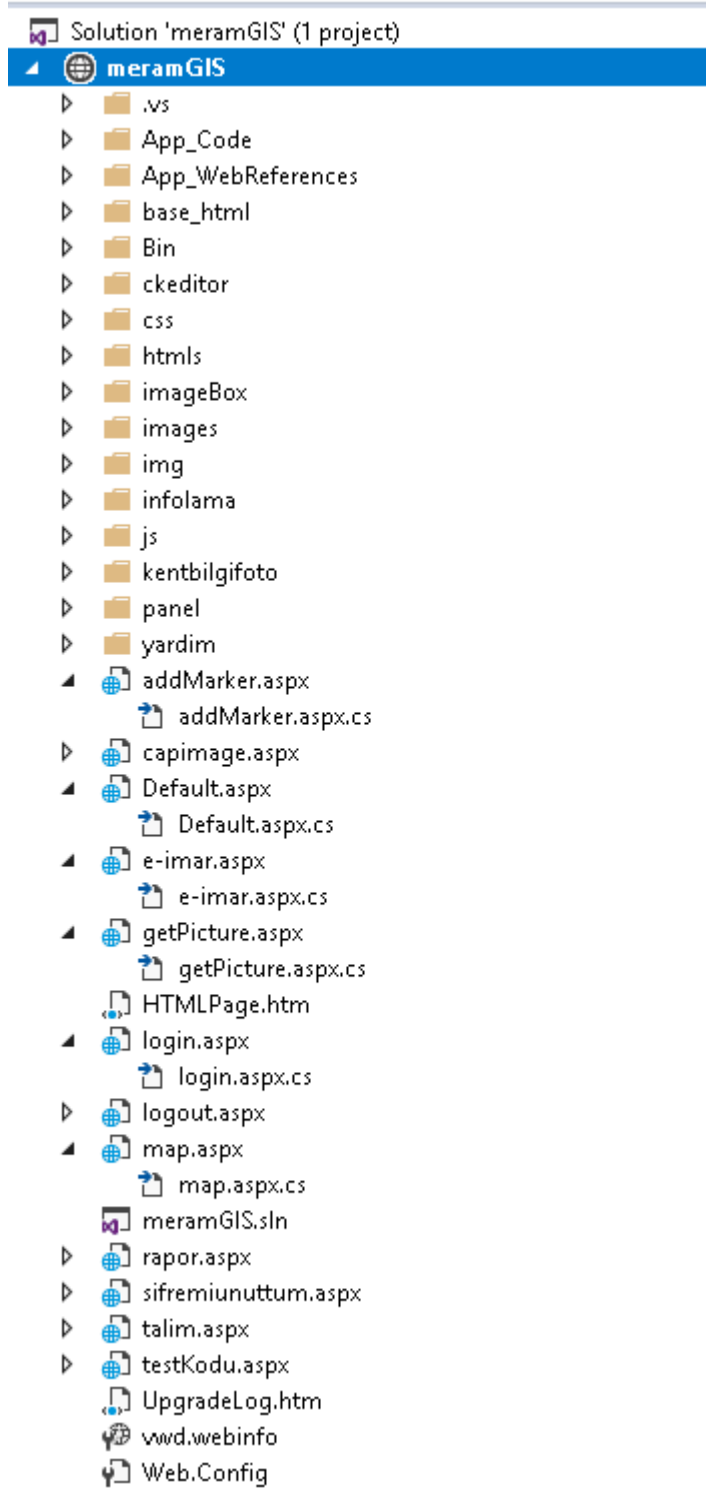 Solution 'meramGIS' (1 project)
meramGIS
.vs
App_Code
App_WebReferences
base_html
Bin
ckeditor
css
htmls
imageBox
images
img
infolama
js
kentbilgifoto
panel
yardim
addMarker.aspx
addMarker.aspx.cs
capimage.aspx
Default.aspx
Default.aspx.cs
e-imar.aspx
e-imar.aspx.cs
getPicture.aspx
getPicture.aspx.cs
HTMLPage.htm
login.aspx
login.aspx.cs
logout.aspx
map.aspx
map.aspx.cs
meramGIS.sln
rapor.aspx
sifremiunuttum.aspx
talim.aspx
testKodu.aspx
UpgradeLog.htm
vwd.webinfo
Web.Config